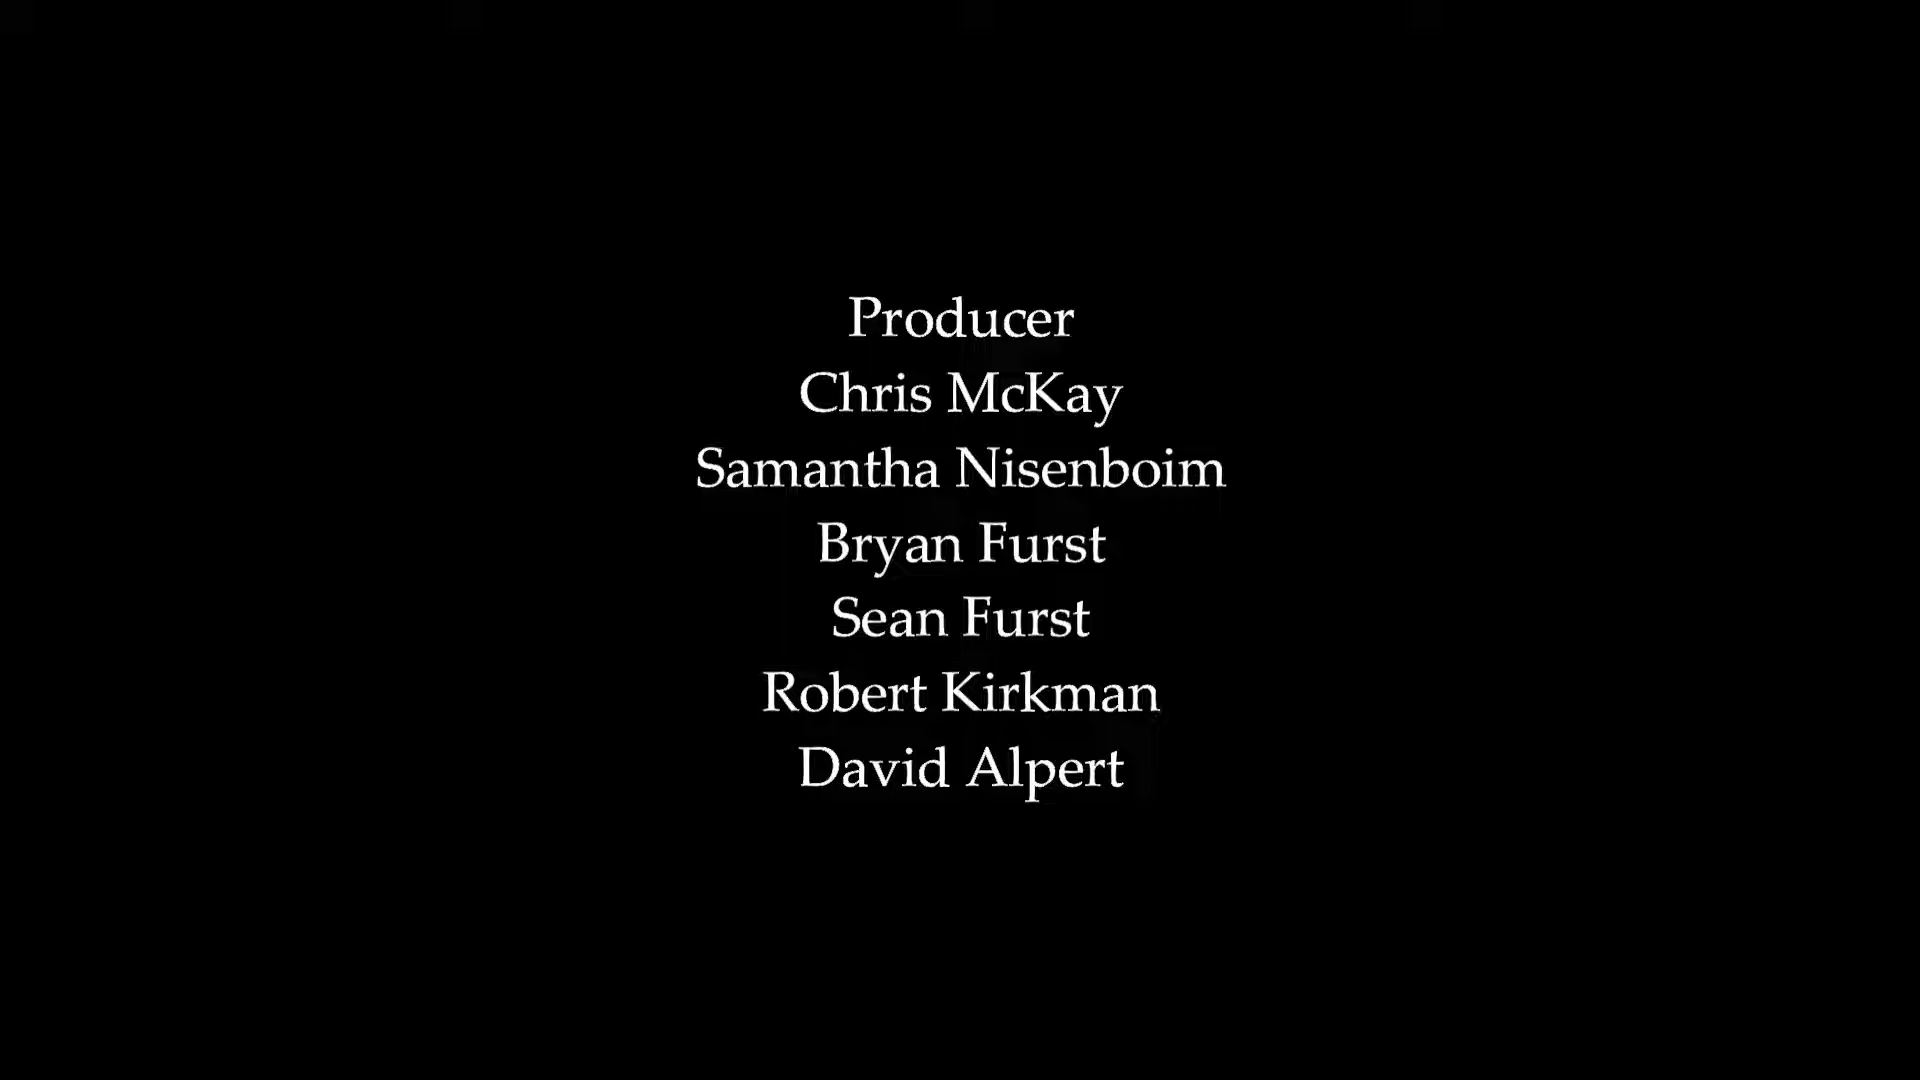 Producer
Chris McKay
Samantha Nisenboim
Bryan Furst
Sean Furst
Robert Kirkman
David Alpert